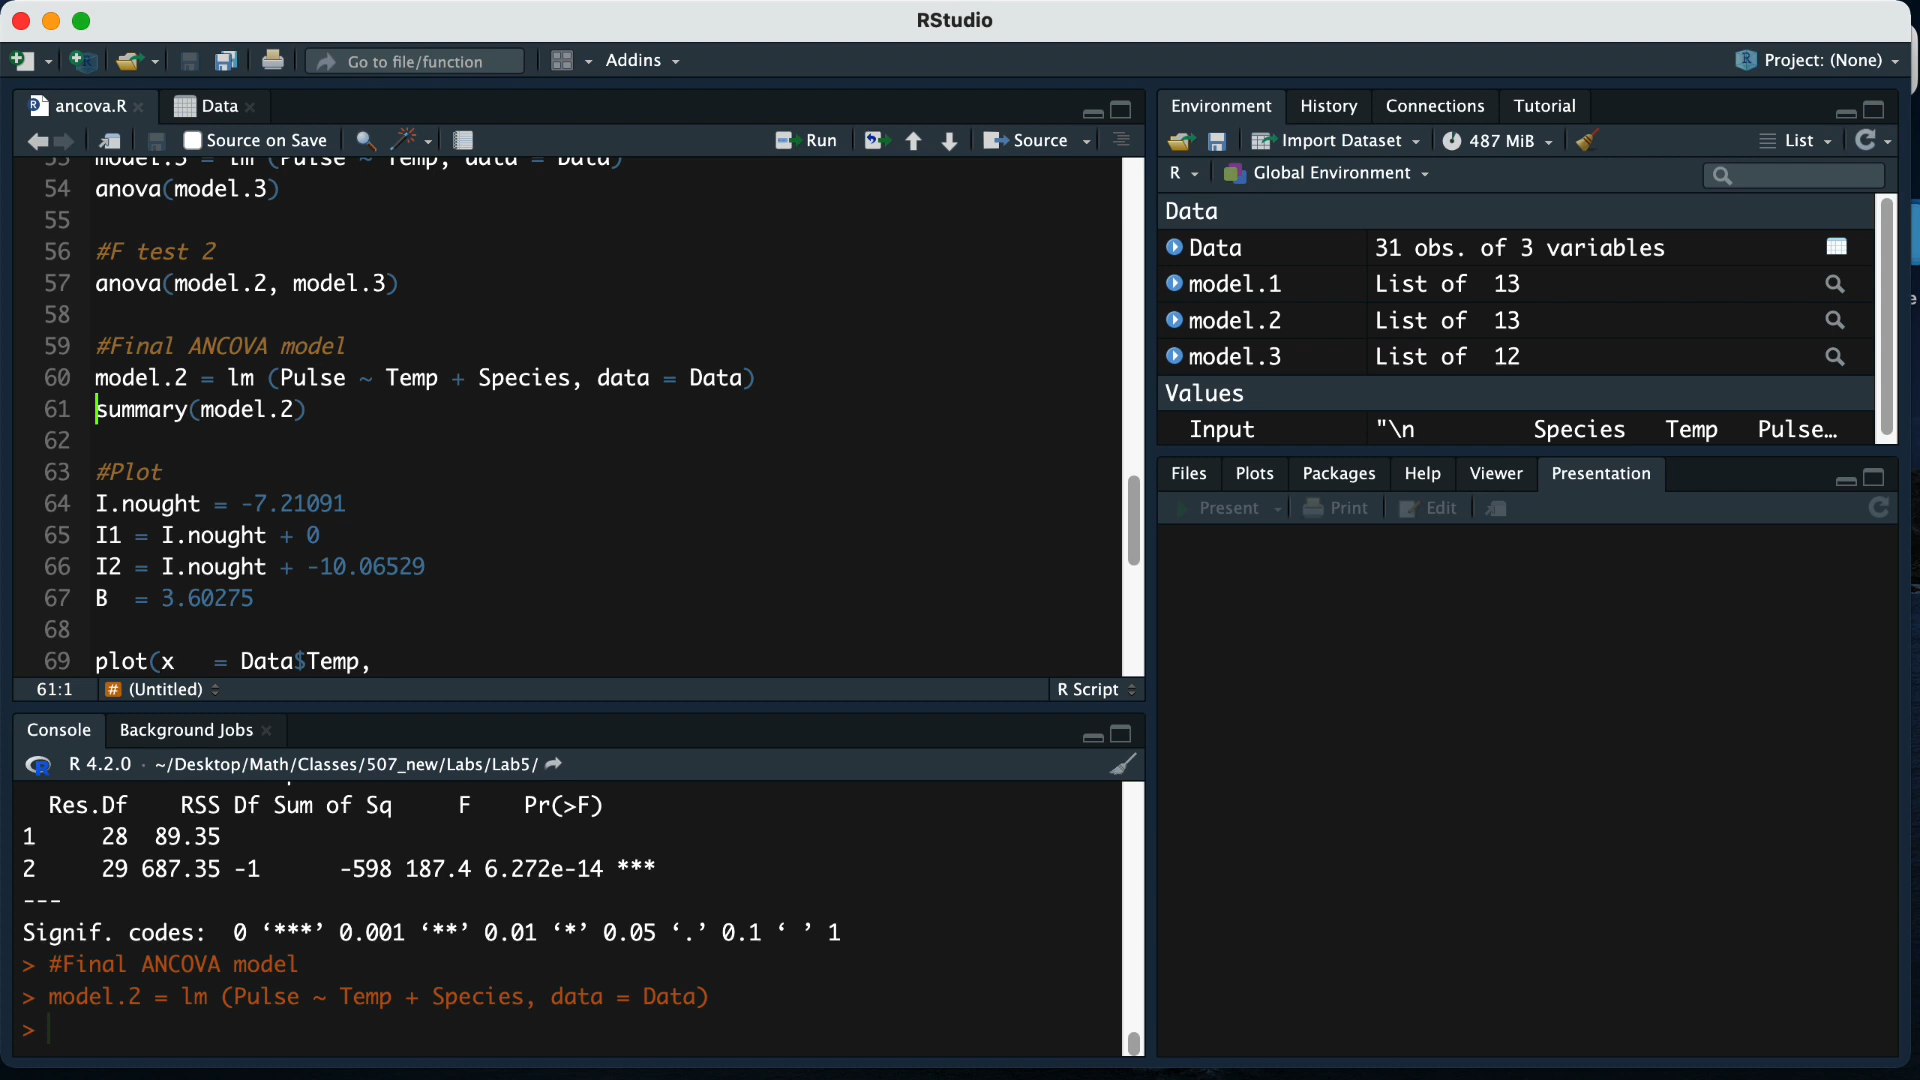 RStudio
Go to file/function
Addins
Project: (None)
ancova.R
Data
Source on Save
Run
Source
53 model.3 = lm (Pulse ~ Temp, data = Data)
54 anova(model.3)
55
56 #F test 2
57 anova(model.2, model.3)
58
59 #Final ANCOVA model
60 model.2 = lm (Pulse ~ Temp + Species, data = Data)
61 summary(model.2)
62
63 #Plot
64 I.nought = -7.21091
65 I1 = I.nought + 0
66 I2 = I.nought + -10.06529
67 B  = 3.60275
68
69 plot(x   = Data$Temp,
61:1
# (Untitled)
R Script
Console
Background Jobs
R 4.2.0 · ~/Desktop/Math/Classes/507_new/Labs/Lab5/
Res.Df    RSS Df Sum of Sq     F    Pr(>F)
1     28  89.35
2     29 687.35 -1      -598 187.4 6.272e-14 ***
---
Signif. codes:  0 ‘***’ 0.001 ‘**’ 0.01 ‘*’ 0.05 ‘.’ 0.1 ‘ ’ 1
> #Final ANCOVA model
> model.2 = lm (Pulse ~ Temp + Species, data = Data)
>
Environment
History
Connections
Tutorial
Import Dataset
487 MiB
List
R
Global Environment
Data
Data 31 obs. of 3 variables
model.1 List of  13
model.2 List of  13
model.3 List of  12
Values
Input "\n         Species   Temp   Pulse…
Files
Plots
Packages
Help
Viewer
Presentation
Present
Print
Edit